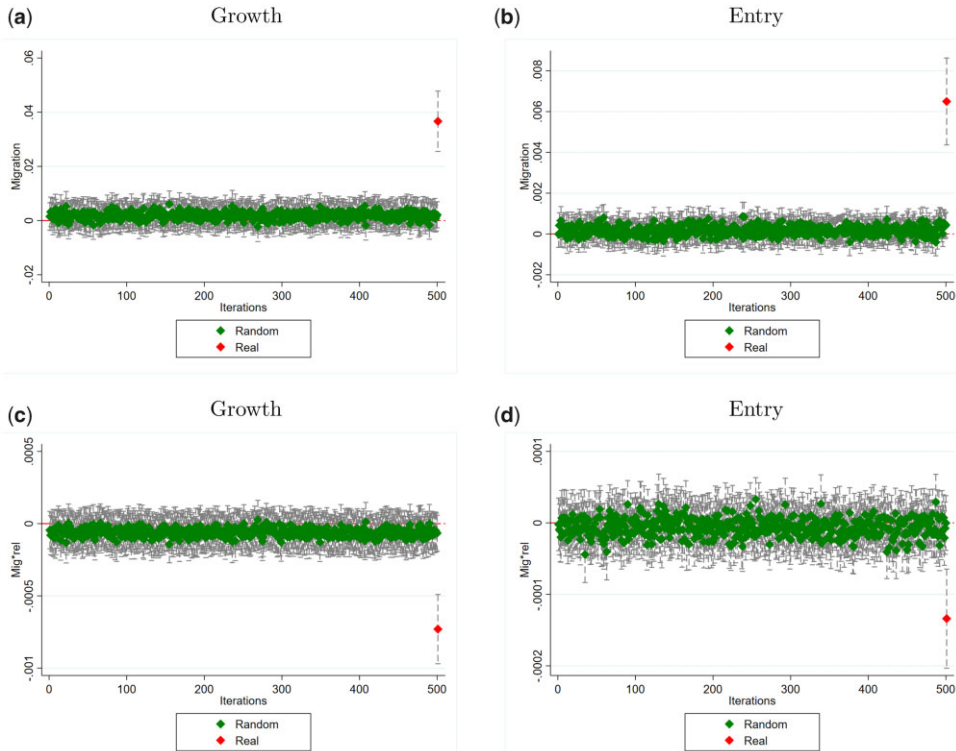 (a) Growth
.06
.04
.02
0
-.02
Migration
0 100 200 300 400 500
Iterations
Random
Real
(b) Entry
.008
.006
.004
.002
0
-.002
Migration
0 100 200 300 400 500
Iterations
Random
Real
(c) Growth
.0005
0
-.0005
-.001
Mig*rel
0 100 200 300 400 500
Iterations
Random
Real
(d) Entry
.0001
0
-.0001
-.0002
Mig*rel
0 100 200 300 400 500
Iterations
Random
Real